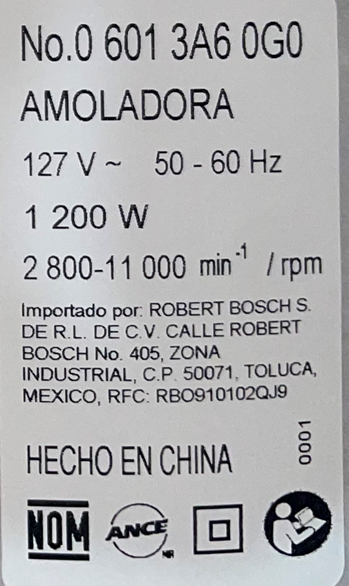 No.0 601 3A6 0G0
AMOLADORA
127 V ~ 50 - 60 Hz
1 200 W
2 800-11 000 min⁻¹ / rpm
Importado por: ROBERT BOSCH S.
DE R.L. DE C.V. CALLE ROBERT
BOSCH No. 405, ZONA
INDUSTRIAL, C.P. 50071, TOLUCA,
MEXICO, RFC: RBO910102QJ9
0001
HECHO EN CHINA
NOM
ANCE
MR